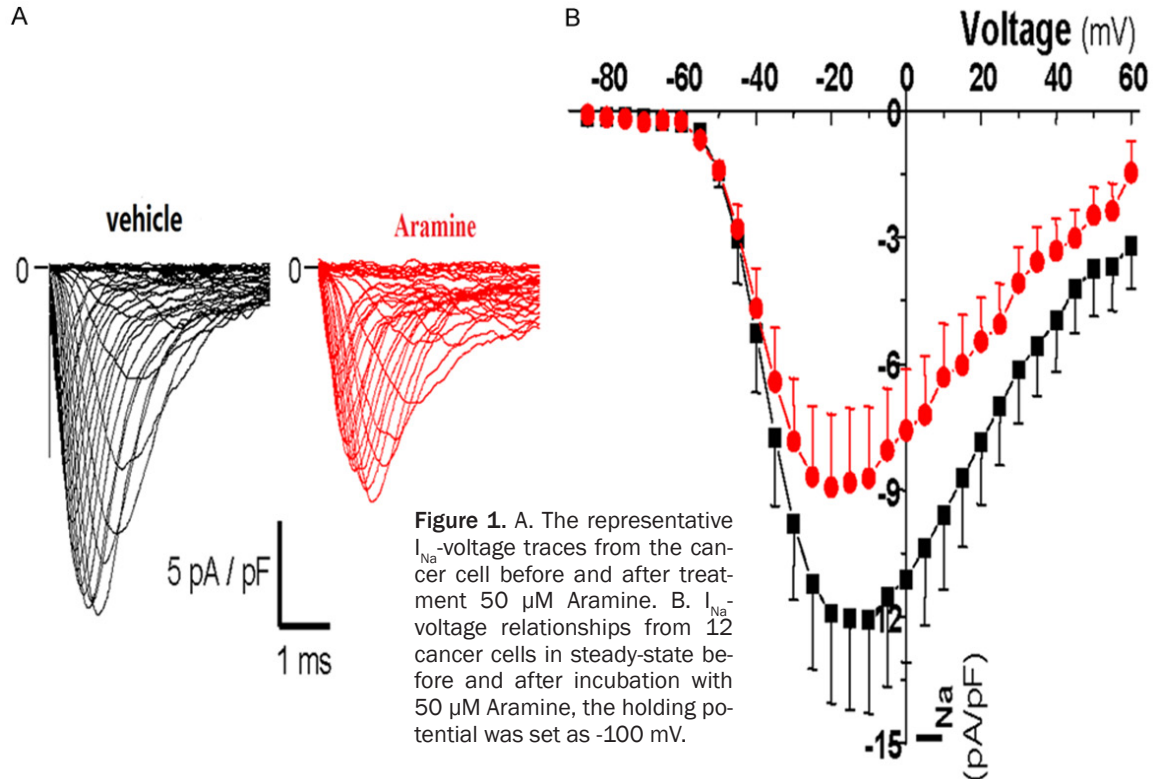 A
vehicle
Aramine
0
0
5 pA / pF
1 ms
B
Voltage (mV)
-80 -60 -40 -20 0 20 40 60
0
-3
-6
-9
-12
-15
I Na
(pA/pF)
Figure 1. A. The representative
I Na-voltage traces from the can-
cer cell before and after treat-
ment 50 μM Aramine. B. I Na-
voltage relationships from 12
cancer cells in steady-state be-
fore and after incubation with
50 μM Aramine, the holding po-
tential was set as -100 mV.